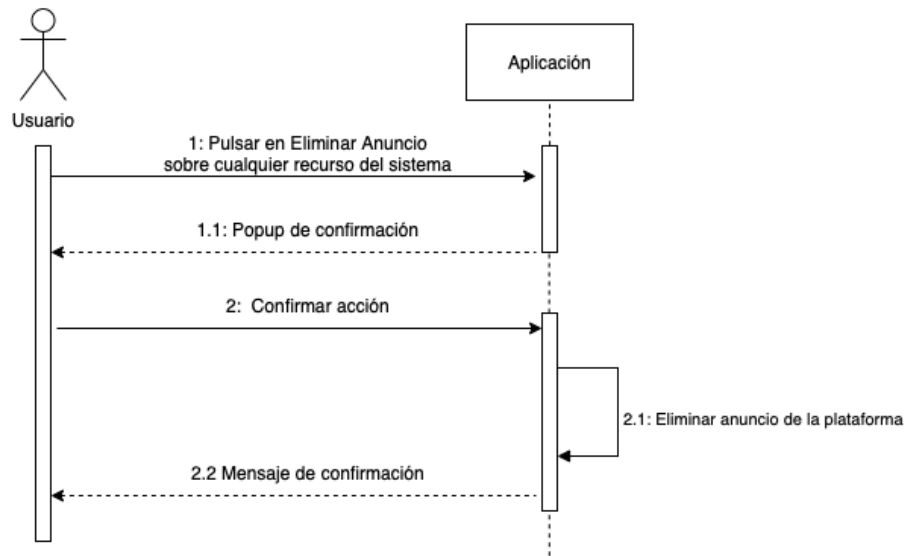 Aplicación
Usuario
1: Pulsar en Eliminar Anuncio
sobre cualquier recurso del sistema
1.1: Popup de confirmación
2: Confirmar acción
2.1: Eliminar anuncio de la plataforma
2.2 Mensaje de confirmación